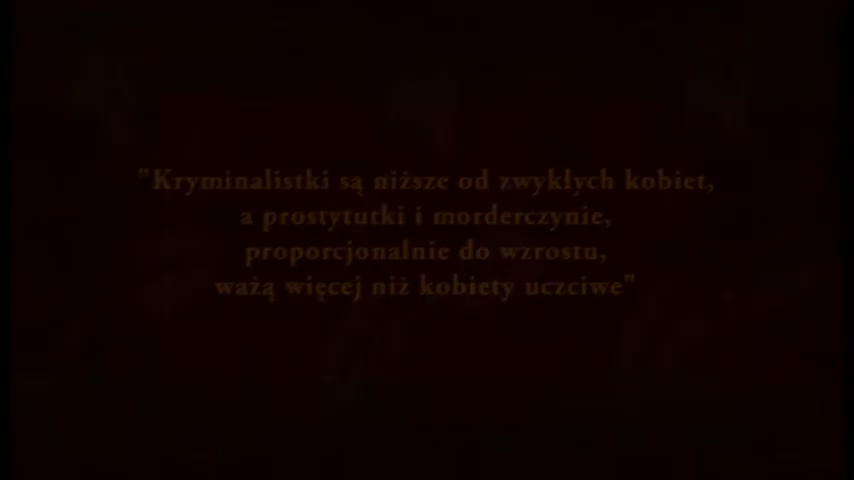 "Kryminalistki są niższe od zwykłych kobiet,
a prostytutki i morderczynie,
proporcjonalnie do wzrostu,
ważą więcej niż kobiety uczciwe"